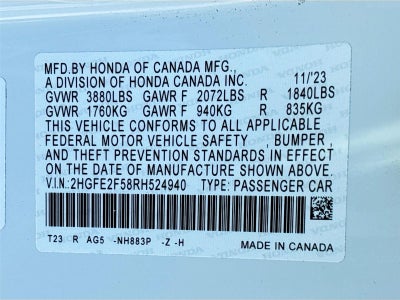 MFD. BY HONDA OF CANADA MFG.,
A DIVISION OF HONDA CANADA INC. 11/'23
GVWR 3880LBS GAWR F 2072LBS R 1840LBS
GVWR 1760KG GAWR F 940KG R 835KG
THIS VEHICLE CONFORMS TO ALL APPLICABLE
FEDERAL MOTOR VEHICLE SAFETY , BUMPER ,
AND THEFT PREVENTION STANDARDS IN EFFECT
ON THE DATE OF MANUFACTURE SHOWN ABOVE.
V.I.N.: 2HGFE2F58RH524940 TYPE: PASSENGER CAR
T23 R AG5 -NH883P -Z -H MADE IN CANADA